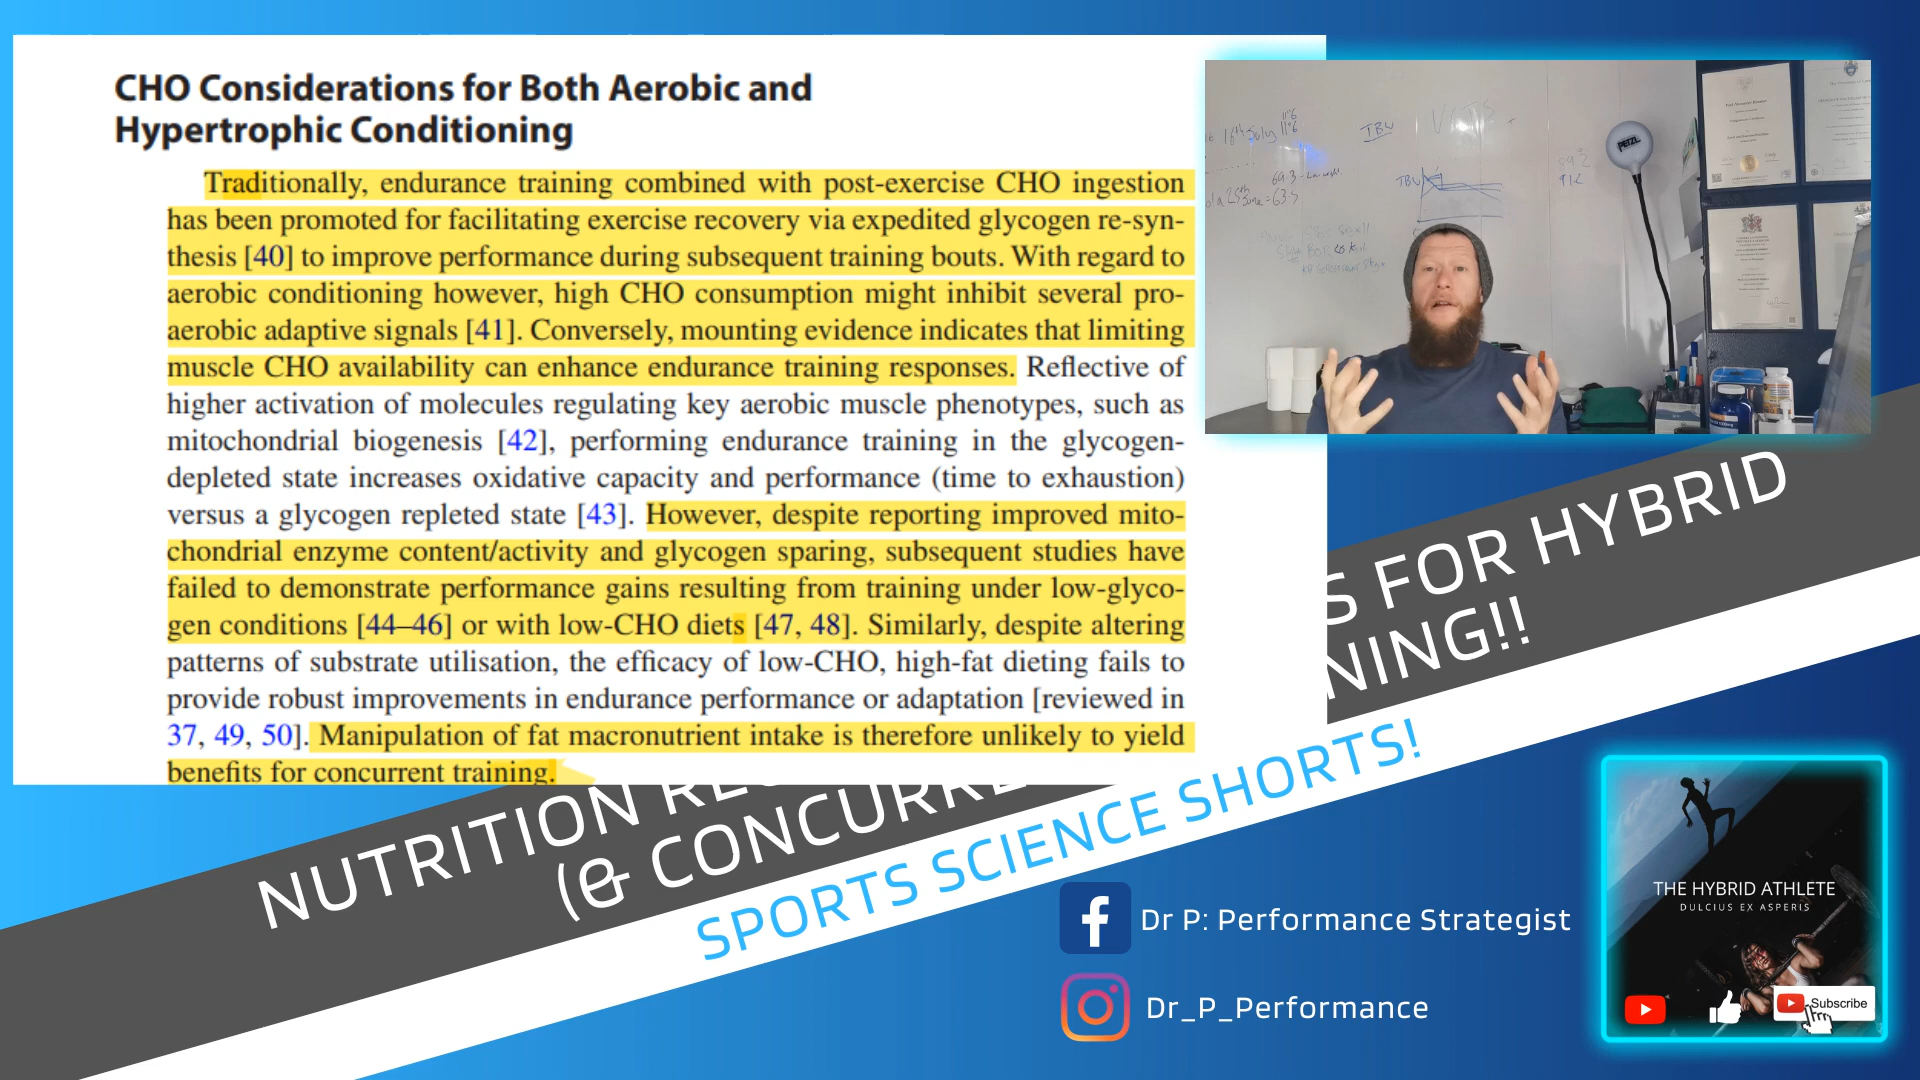 CHO Considerations for Both Aerobic and
Hypertrophic Conditioning
Traditionally, endurance training combined with post-exercise CHO ingestion
has been promoted for facilitating exercise recovery via expedited glycogen re-syn-
thesis [40] to improve performance during subsequent training bouts. With regard to
aerobic conditioning however, high CHO consumption might inhibit several pro-
aerobic adaptive signals [41]. Conversely, mounting evidence indicates that limiting
muscle CHO availability can enhance endurance training responses. Reflective of
higher activation of molecules regulating key aerobic muscle phenotypes, such as
mitochondrial biogenesis [42], performing endurance training in the glycogen-
depleted state increases oxidative capacity and performance (time to exhaustion)
versus a glycogen repleted state [43]. However, despite reporting improved mito-
chondrial enzyme content/activity and glycogen sparing, subsequent studies have
failed to demonstrate performance gains resulting from training under low-glyco-
gen conditions [44–46] or with low-CHO diets [47, 48]. Similarly, despite altering
patterns of substrate utilisation, the efficacy of low-CHO, high-fat dieting fails to
provide robust improvements in endurance performance or adaptation [reviewed in
37, 49, 50]. Manipulation of fat macronutrient intake is therefore unlikely to yield
benefits for concurrent training.
TBW
TBW
PETZL
NUTRITION
S FOR HYBRID
(& CONCURRE
NING!!
SPORTS SCIENCE SHORTS!
Dr P: Performance Strategist
Dr_P_Performance
THE HYBRID ATHLETE
DULCIUS EX ASPERIS
Subscribe